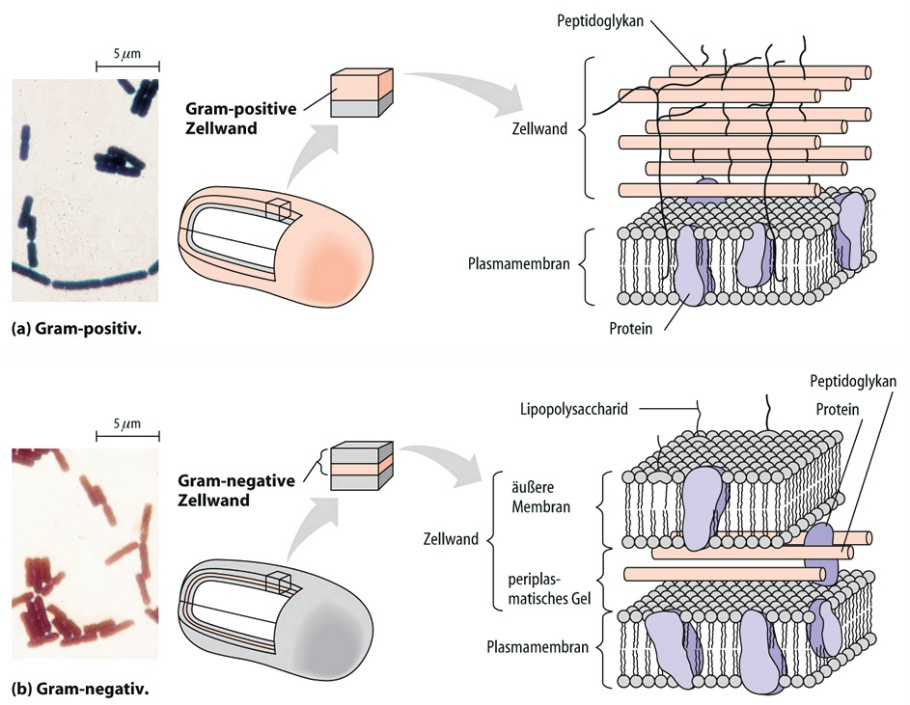 Peptidoglykan
5 µm
Gram-positive
Zellwand
Zellwand
Plasmamembran
Protein
(a) Gram-positiv.
Peptidoglykan
Lipopolysaccharid
Protein
5 µm
Gram-negative
Zellwand
äußere
Membran
Zellwand
periplas-
matisches Gel
Plasmamembran
(b) Gram-negativ.